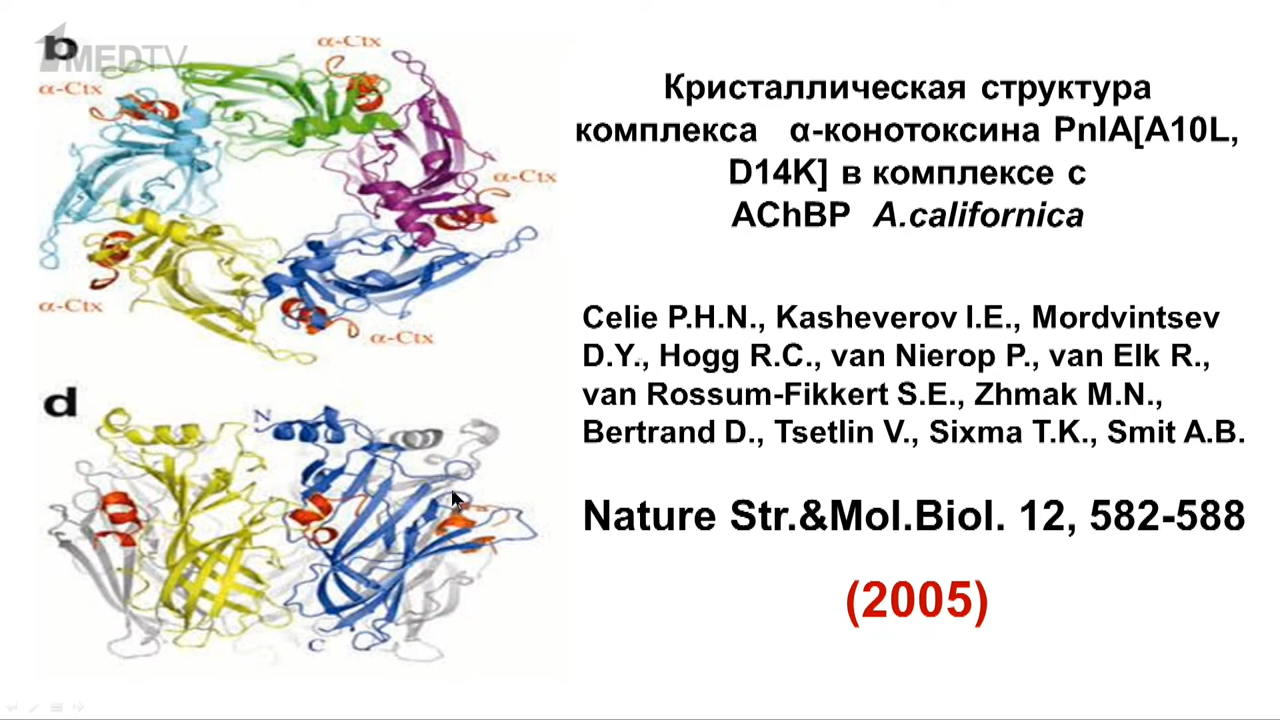 b
1MEDTV
α-Ctx
α-Ctx
α-Ctx
α-Ctx
α-Ctx
d
N
C
Кристаллическая структура
комплекса α-конотоксина PnIA[A10L,
D14K] в комплексе с
AChBP A.californica
Celie P.H.N., Kasheverov I.E., Mordvintsev
D.Y., Hogg R.C., van Nierop P., van Elk R.,
van Rossum-Fikkert S.E., Zhmak M.N.,
Bertrand D., Tsetlin V., Sixma T.K., Smit A.B.
Nature Str.&Mol.Biol. 12, 582-588
(2005)